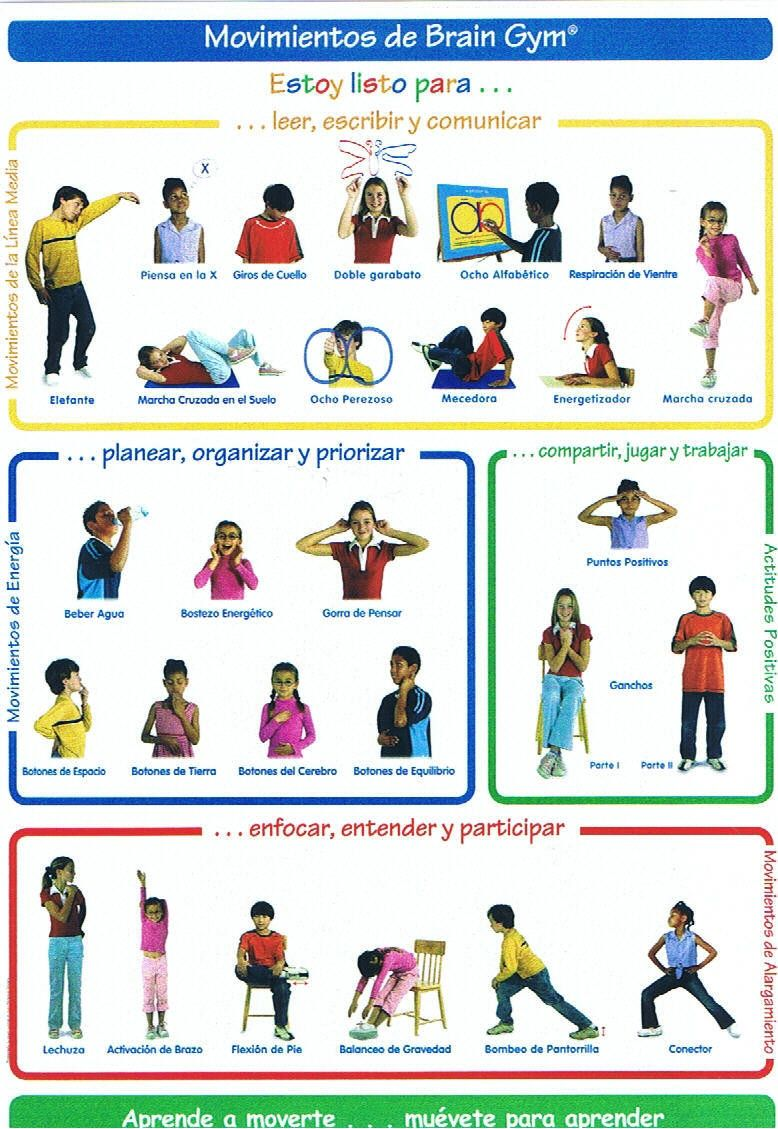 Movimientos de Brain Gym®
Estoy listo para . . .
. . . leer, escribir y comunicar
Movimientos de la Línea Media
X
Piensa en la X
Giros de Cuello
Doble garabato
Ocho Alfabético
Respiración de Vientre
Elefante
Marcha Cruzada en el Suelo
Ocho Perezoso
Mecedora
Energetizador
Marcha cruzada
. . . planear, organizar y priorizar
Movimientos de Energía
Beber Agua
Bostezo Energético
Gorra de Pensar
Botones de Espacio
Botones de Tierra
Botones del Cerebro
Botones de Equilibrio
. . . compartir, jugar y trabajar
Actitudes Positivas
Puntos Positivos
Ganchos
Parte I
Parte II
. . . enfocar, entender y participar
Movimientos de Alargamiento
Lechuza
Activación de Brazo
Flexión de Pie
Balanceo de Gravedad
Bombeo de Pantorrilla
Conector
Aprende a moverte . . . muévete para aprender